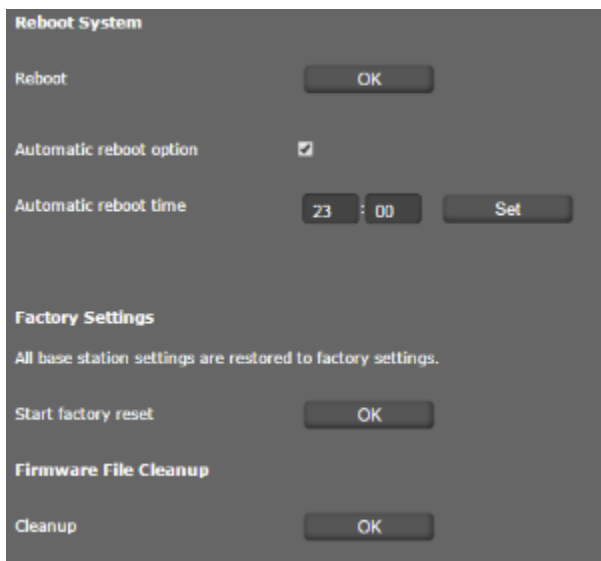 Reboot System
Reboot OK
Automatic reboot option
Automatic reboot time 23 : 00 Set
Factory Settings
All base station settings are restored to factory settings.
Start factory reset OK
Firmware File Cleanup
Cleanup OK